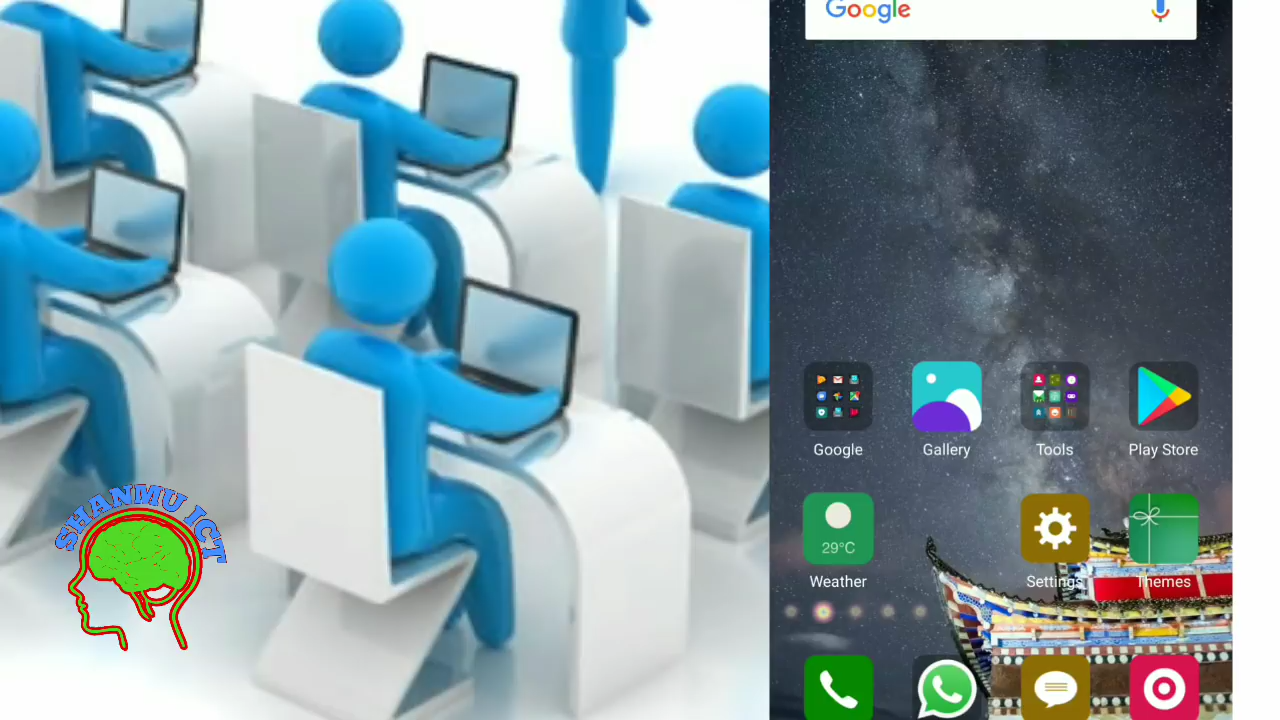 Google
Google
Gallery
Tools
Play Store
29°C
Weather
Settings
Themes
SHANMU ICT